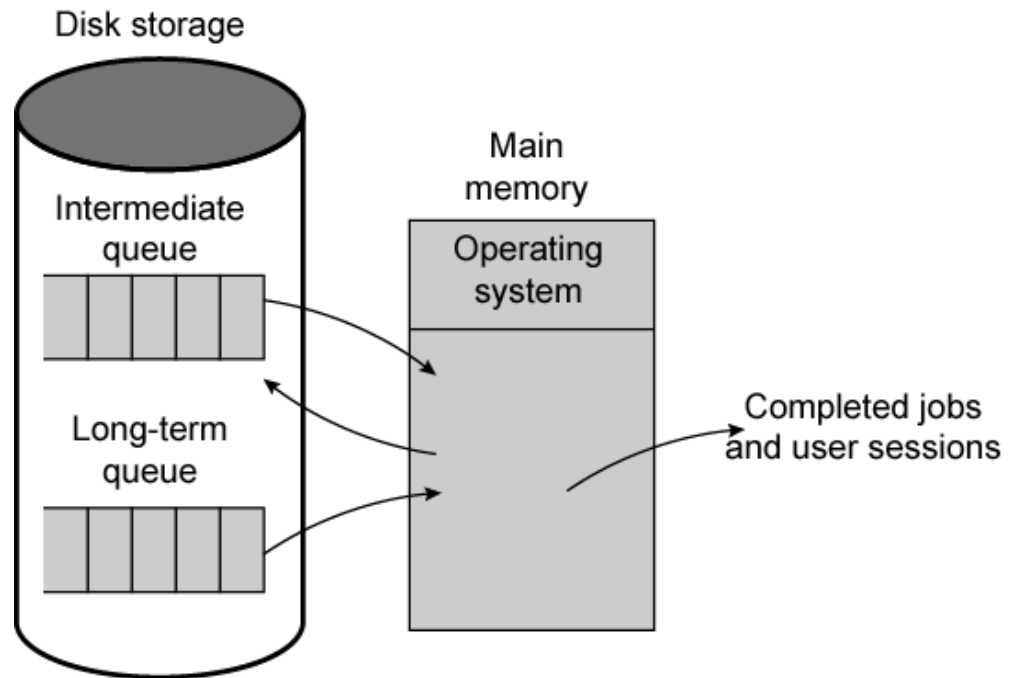 Disk storage
Main
memory
Intermediate
queue
Operating
system
Long-term
queue
Completed jobs
and user sessions